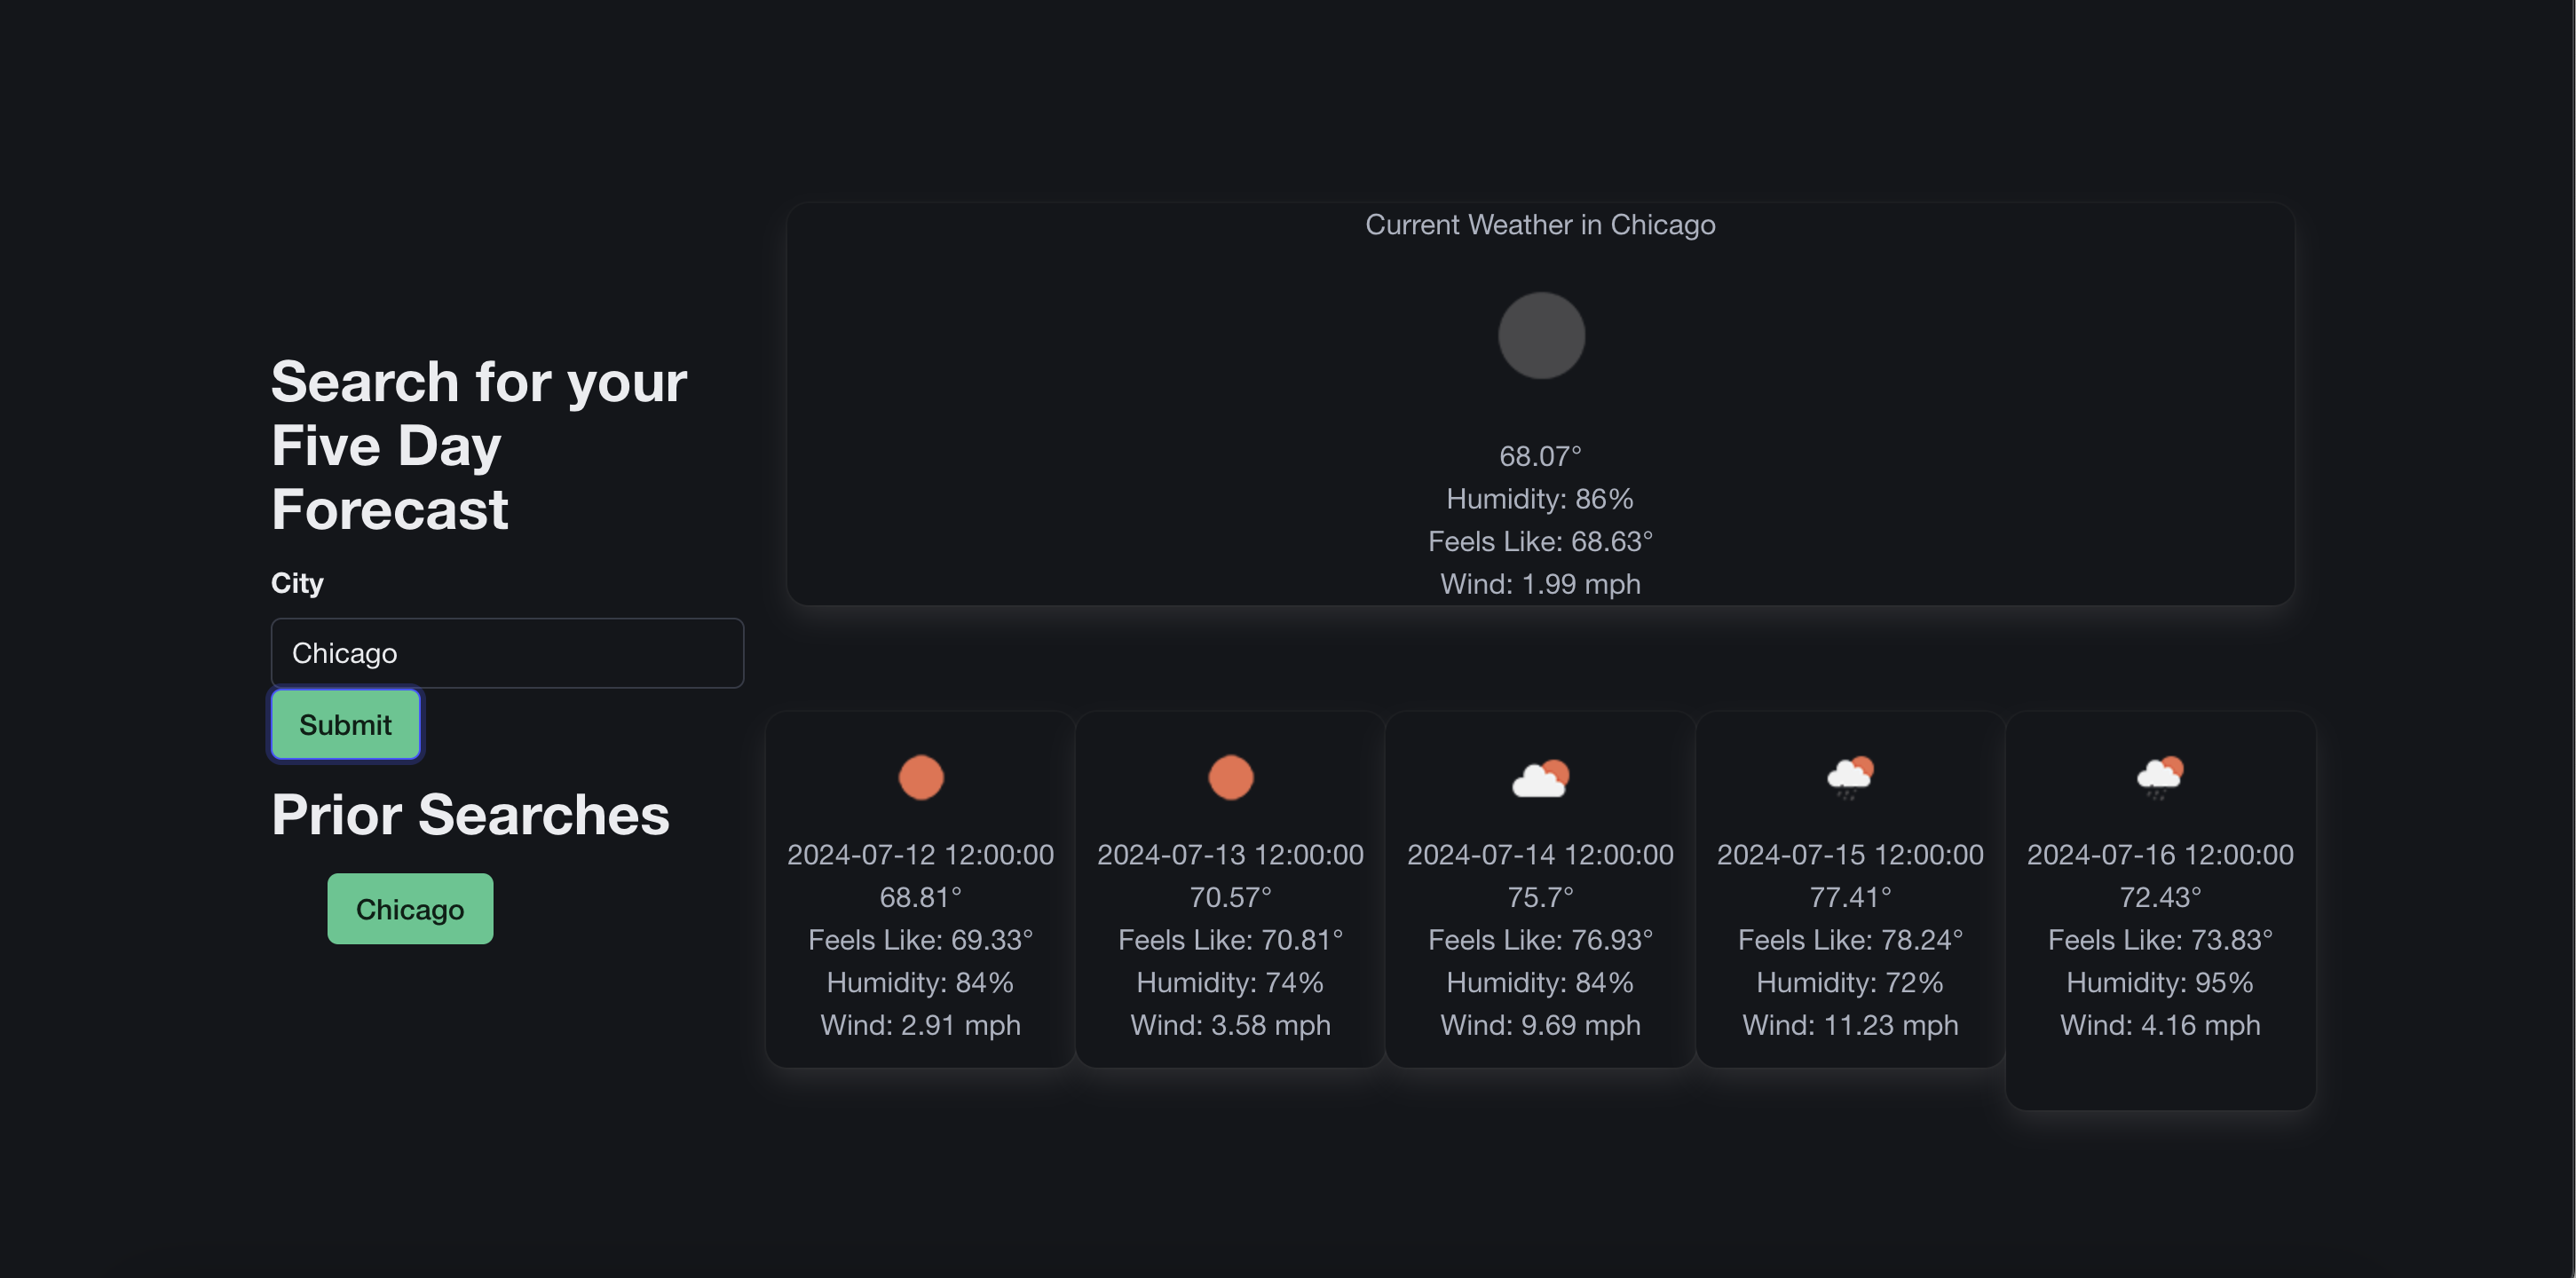 Search for your
Five Day
Forecast
City
Chicago
Submit
Prior Searches
Chicago
Current Weather in Chicago
68.07°
Humidity: 86%
Feels Like: 68.63°
Wind: 1.99 mph
2024-07-12 12:00:00
68.81°
Feels Like: 69.33°
Humidity: 84%
Wind: 2.91 mph
2024-07-13 12:00:00
70.57°
Feels Like: 70.81°
Humidity: 74%
Wind: 3.58 mph
2024-07-14 12:00:00
75.7°
Feels Like: 76.93°
Humidity: 84%
Wind: 9.69 mph
2024-07-15 12:00:00
77.41°
Feels Like: 78.24°
Humidity: 72%
Wind: 11.23 mph
2024-07-16 12:00:00
72.43°
Feels Like: 73.83°
Humidity: 95%
Wind: 4.16 mph